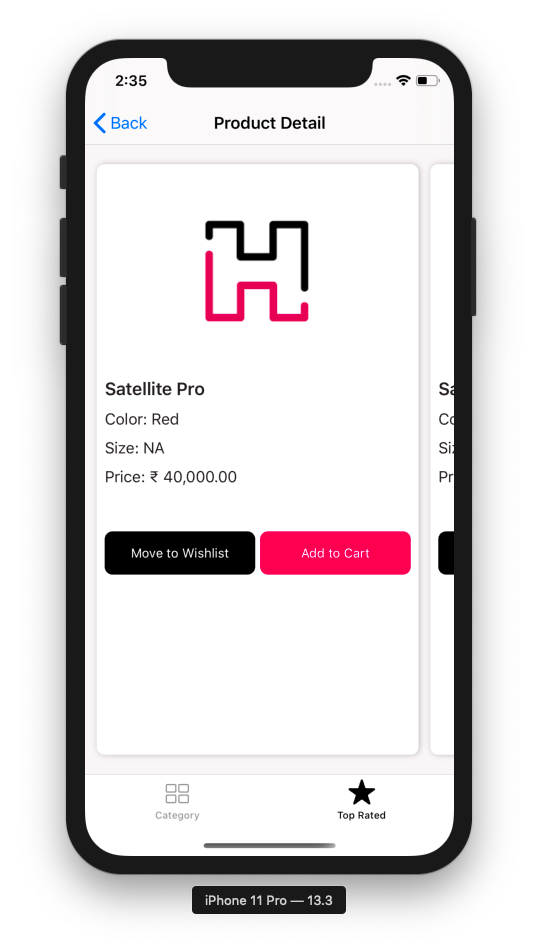 2:35
Back
Product Detail
Satellite Pro
Color: Red
Size: NA
Price: ₹ 40,000.00
Move to Wishlist
Add to Cart
Sa
Co
Siz
Pr
Category
Top Rated
iPhone 11 Pro — 13.3